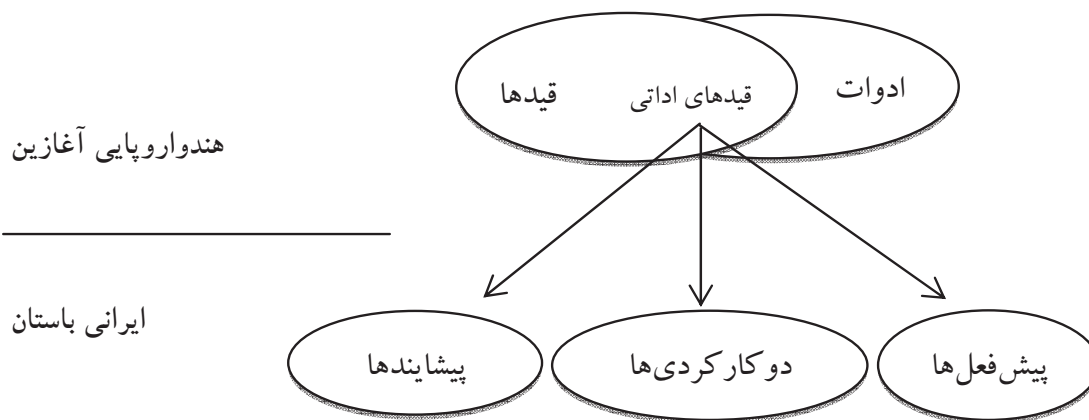 ادوات
قیدهای اداتی
قیدها
هندواروپایی آغازین
ایرانی باستان
پیش‌فعل‌ها
دوکارکردی‌ها
پیشایندها